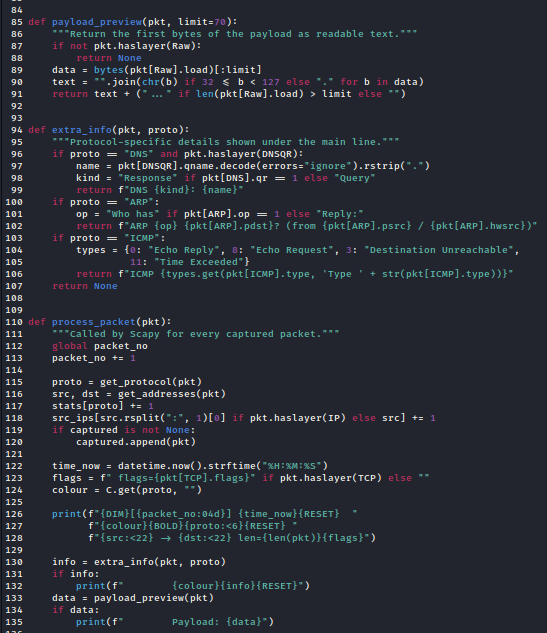 84
85 def payload_preview(pkt, limit=70):
86     """Return the first bytes of the payload as readable text."""
87     if not pkt.haslayer(Raw):
88         return None
89     data = bytes(pkt[Raw].load)[:limit]
90     text = "".join(chr(b) if 32 <= b < 127 else "." for b in data)
91     return text + ("..." if len(pkt[Raw].load) > limit else "")
92
93
94 def extra_info(pkt, proto):
95     """Protocol-specific details shown under the main line."""
96     if proto == "DNS" and pkt.haslayer(DNSQR):
97         name = pkt[DNSQR].qname.decode(errors="ignore").rstrip(".")
98         kind = "Response" if pkt[DNS].qr == 1 else "Query"
99         return f"DNS {kind}: {name}"
100     if proto == "ARP":
101         op = "Who has" if pkt[ARP].op == 1 else "Reply:"
102         return f"ARP {op} {pkt[ARP].pdst}? (from {pkt[ARP].psrc} / {pkt[ARP].hwsrc})"
103     if proto == "ICMP":
104         types = {0: "Echo Reply", 8: "Echo Request", 3: "Destination Unreachable",
105                  11: "Time Exceeded"}
106         return f"ICMP {types.get(pkt[ICMP].type, 'Type ' + str(pkt[ICMP].type))}"
107     return None
108
109
110 def process_packet(pkt):
111     """Called by Scapy for every captured packet."""
112     global packet_no
113     packet_no += 1
114
115     proto = get_protocol(pkt)
116     src, dst = get_addresses(pkt)
117     stats[proto] += 1
118     src_ips[src.rsplit(":", 1)[0] if pkt.haslayer(IP) else src] += 1
119     if captured is not None:
120         captured.append(pkt)
121
122     time_now = datetime.now().strftime("%H:%M:%S")
123     flags = f" flags={pkt[TCP].flags}" if pkt.haslayer(TCP) else ""
124     colour = C.get(proto, "")
125
126     print(f"{DIM}[{packet_no:04d}] {time_now}{RESET}  "
127           f"{colour}{BOLD}{proto:<6}{RESET} "
128           f"{src:<22} -> {dst:<22} len={len(pkt)}{flags}")
129
130     info = extra_info(pkt, proto)
131     if info:
132         print(f"        {colour}{info}{RESET}")
133     data = payload_preview(pkt)
134     if data:
135         print(f"        Payload: {data}")